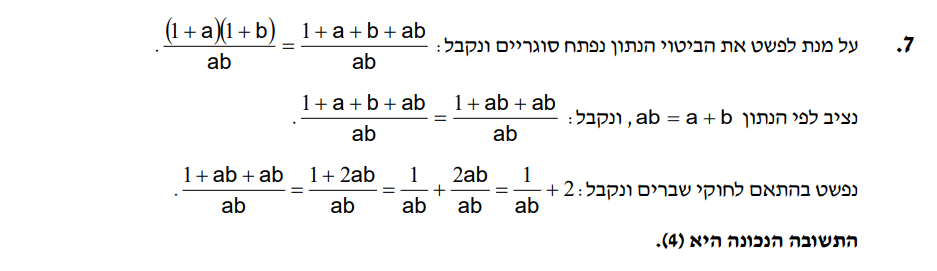 7. על מנת לפשט את הביטוי הנתון נפתח סוגריים ונקבל: (1+a)(1+b)/ab = (1+a+b+ab)/ab .
נציב לפי הנתון ab = a + b, ונקבל: (1+a+b+ab)/ab = (1+ab+ab)/ab .
נפשט בהתאם לחוקי שברים ונקבל: (1+ab+ab)/ab = (1+2ab)/ab = 1/ab + 2ab/ab = 1/ab + 2 .
התשובה הנכונה היא (4).